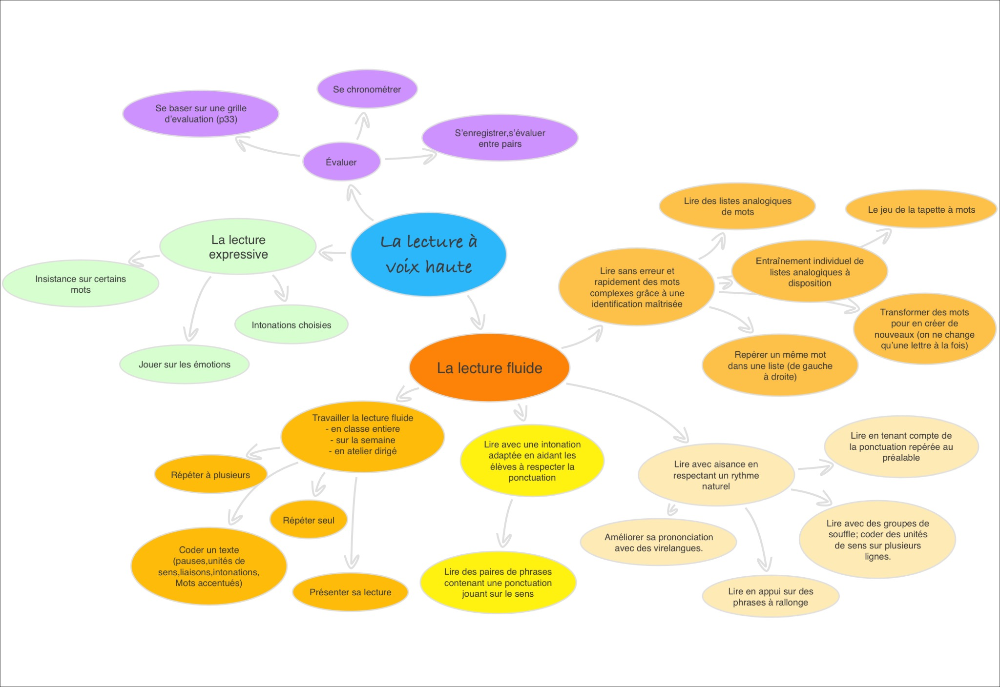 Se chronométrer
Se baser sur une grille
d’evaluation (p33)
S’enregistrer,s’évaluer
entre pairs
Évaluer
La lecture à
voix haute
La lecture
expressive
Insistance sur certains
mots
Intonations choisies
Jouer sur les émotions
La lecture fluide
Lire sans erreur et
rapidement des mots
complexes grâce à une
identification maîtrisée
Lire des listes analogiques
de mots
Le jeu de la tapette à mots
Entraînement individuel de
listes analogiques à
disposition
Transformer des mots
pour en créer de
nouveaux (on ne change
qu’une lettre à la fois)
Repérer un même mot
dans une liste (de gauche
à droite)
Travailler la lecture fluide
- en classe entiere
- sur la semaine
- en atelier dirigé
Répéter à plusieurs
Répéter seul
Coder un texte
(pauses,unités de
sens,liaisons,intonations,
Mots accentués)
Présenter sa lecture
Lire avec une intonation
adaptée en aidant les
élèves à respecter la
ponctuation
Lire des paires de phrases
contenant une ponctuation
jouant sur le sens
Lire avec aisance en
respectant un rythme
naturel
Lire en tenant compte de
la ponctuation repérée au
préalable
Lire avec des groupes de
souffle; coder des unités
de sens sur plusieurs
lignes.
Améliorer sa prononciation
avec des virelangues.
Lire en appui sur des
phrases à rallonge